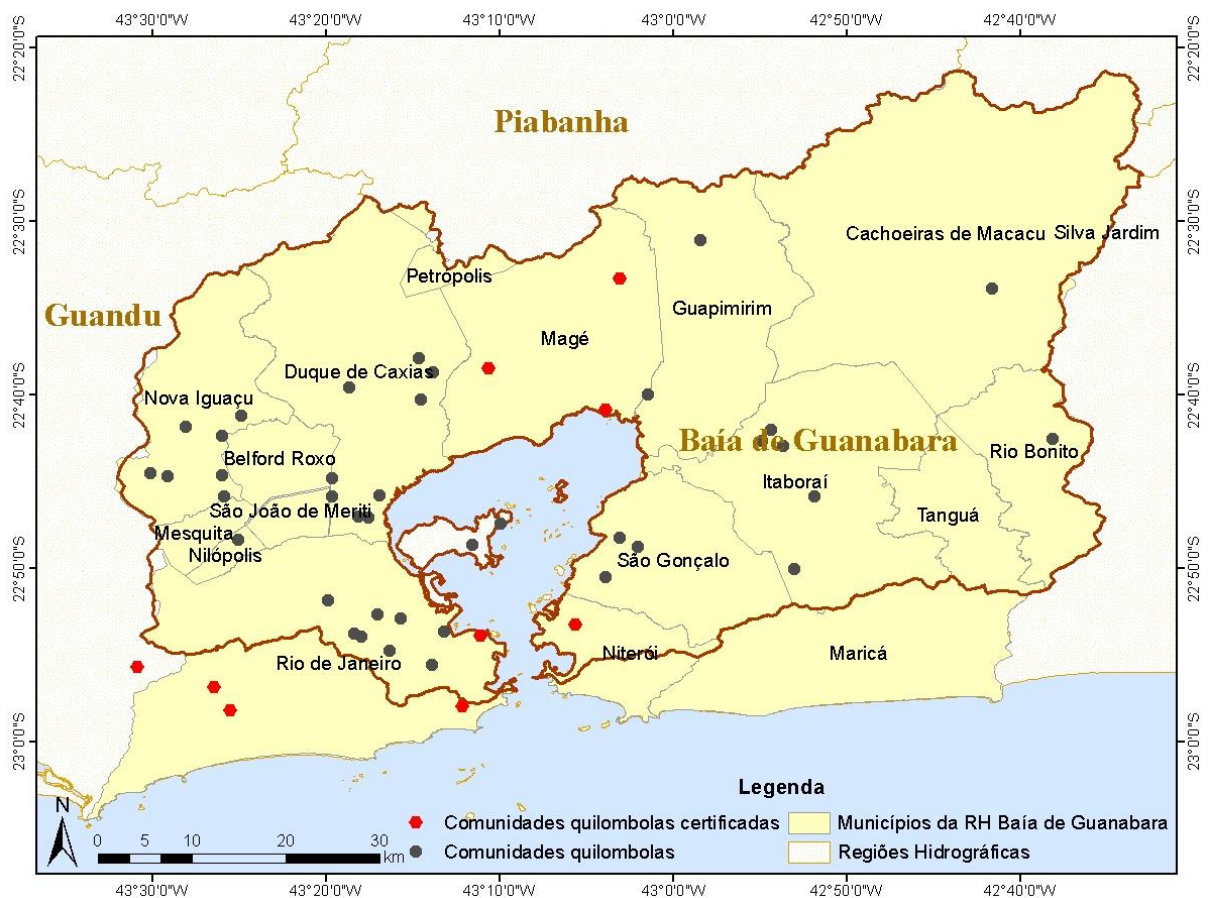 43°30'0"W 43°20'0"W 43°10'0"W 43°0'0"W 42°50'0"W 42°40'0"W
22°20'0"S 22°20'0"S
Piabanha
22°30'0"S 22°30'0"S
Cachoeiras de Macacu Silva Jardim
Petrópolis
Guandu
Guapimirim
Magé
Duque de Caxias
22°40'0"S 22°40'0"S
Nova Iguaçu
Baía de Guanabara
Rio Bonito
Belford Roxo
Itaboraí
São João de Meriti
Tanguá
Mesquita
Nilópolis
São Gonçalo
22°50'0"S 22°50'0"S
Niterói
Maricá
Rio de Janeiro
23°0'0"S 23°0'0"S
Legenda
N
Comunidades quilombolas certificadas
Municípios da RH Baía de Guanabara
0 5 10 20 30
km
Comunidades quilombolas
Regiões Hidrográficas
43°30'0"W 43°20'0"W 43°10'0"W 43°0'0"W 42°50'0"W 42°40'0"W